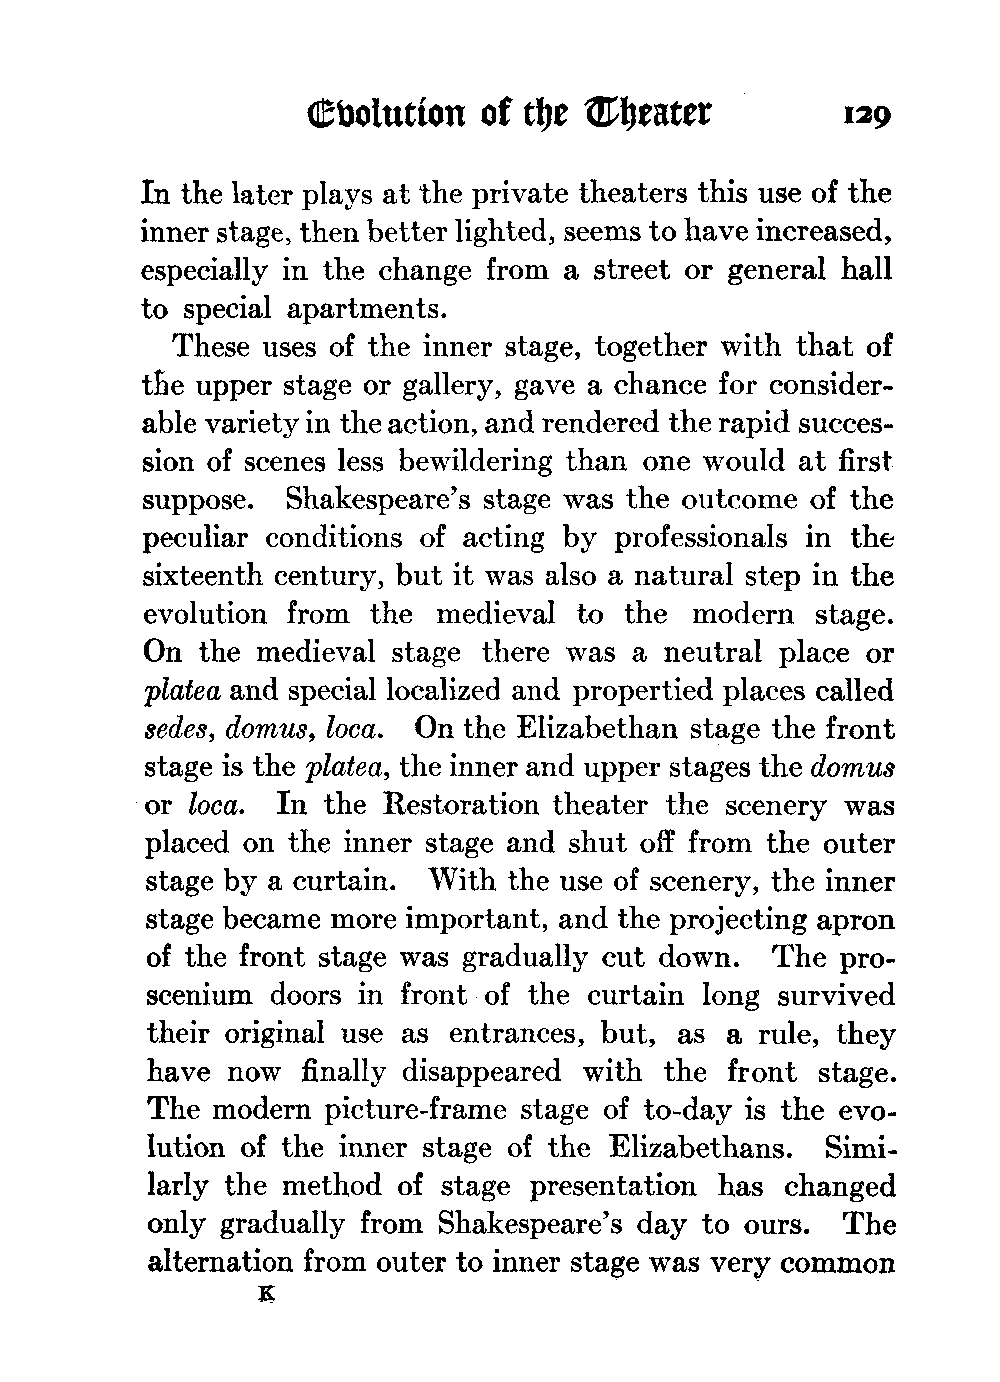 Evolution of the Theater 129
In the later plays at the private theaters this use of the
inner stage, then better lighted, seems to have increased,
especially in the change from a street or general hall
to special apartments.
These uses of the inner stage, together with that of
the upper stage or gallery, gave a chance for consider-
able variety in the action, and rendered the rapid succes-
sion of scenes less bewildering than one would at first
suppose. Shakespeare's stage was the outcome of the
peculiar conditions of acting by professionals in the
sixteenth century, but it was also a natural step in the
evolution from the medieval to the modern stage.
On the medieval stage there was a neutral place or
platea and special localized and propertied places called
sedes, domus, loca. On the Elizabethan stage the front
stage is the platea, the inner and upper stages the domus
or loca. In the Restoration theater the scenery was
placed on the inner stage and shut off from the outer
stage by a curtain. With the use of scenery, the inner
stage became more important, and the projecting apron
of the front stage was gradually cut down. The pro-
scenium doors in front of the curtain long survived
their original use as entrances, but, as a rule, they
have now finally disappeared with the front stage.
The modern picture-frame stage of to-day is the evo-
lution of the inner stage of the Elizabethans. Simi-
larly the method of stage presentation has changed
only gradually from Shakespeare's day to ours. The
alternation from outer to inner stage was very common
K